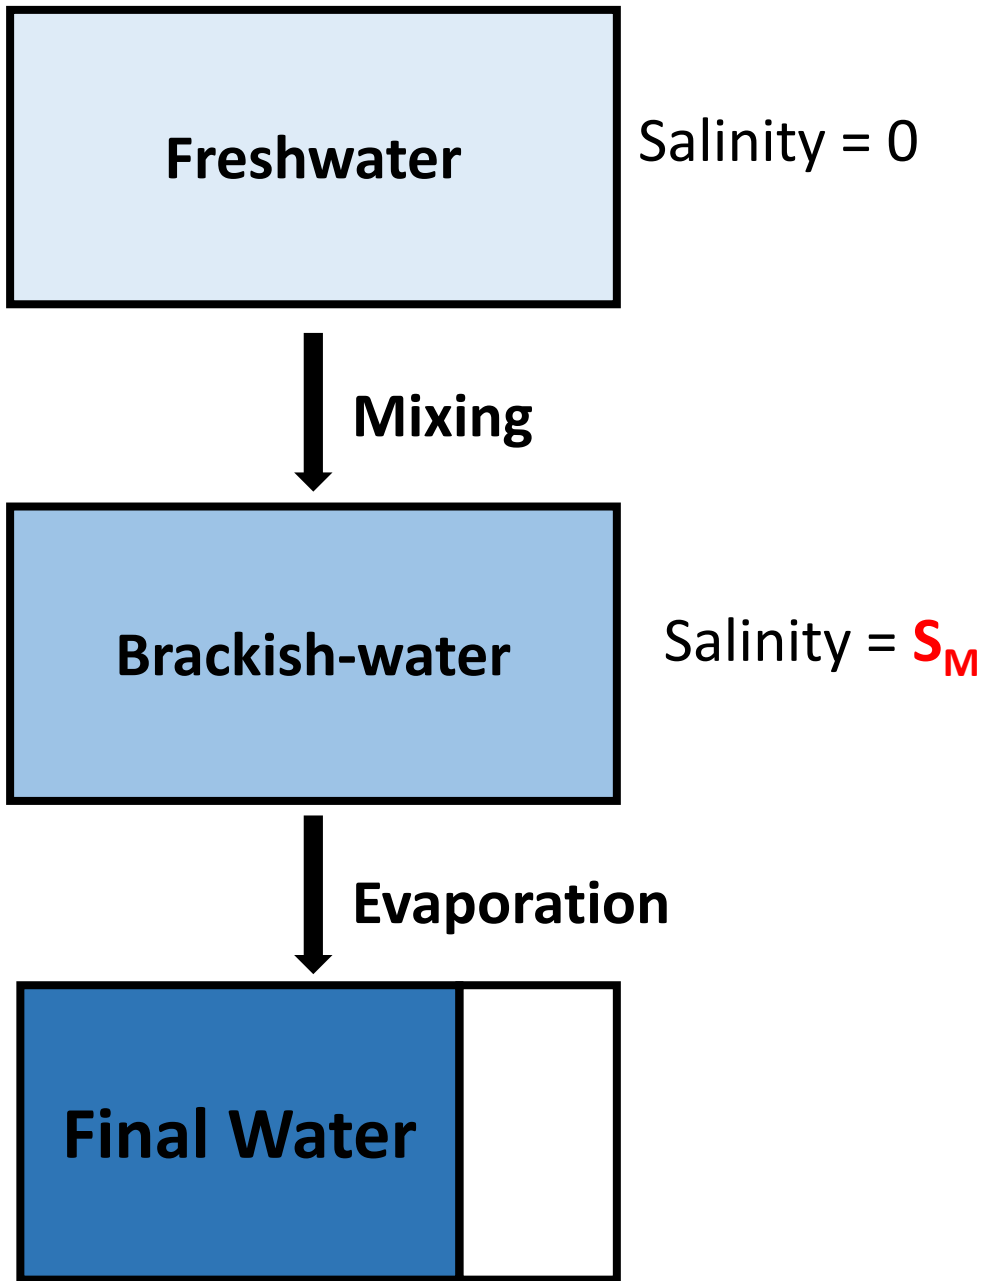 Freshwater
Salinity = 0
Mixing
Brackish-water
Salinity = SM
Evaporation
Final Water